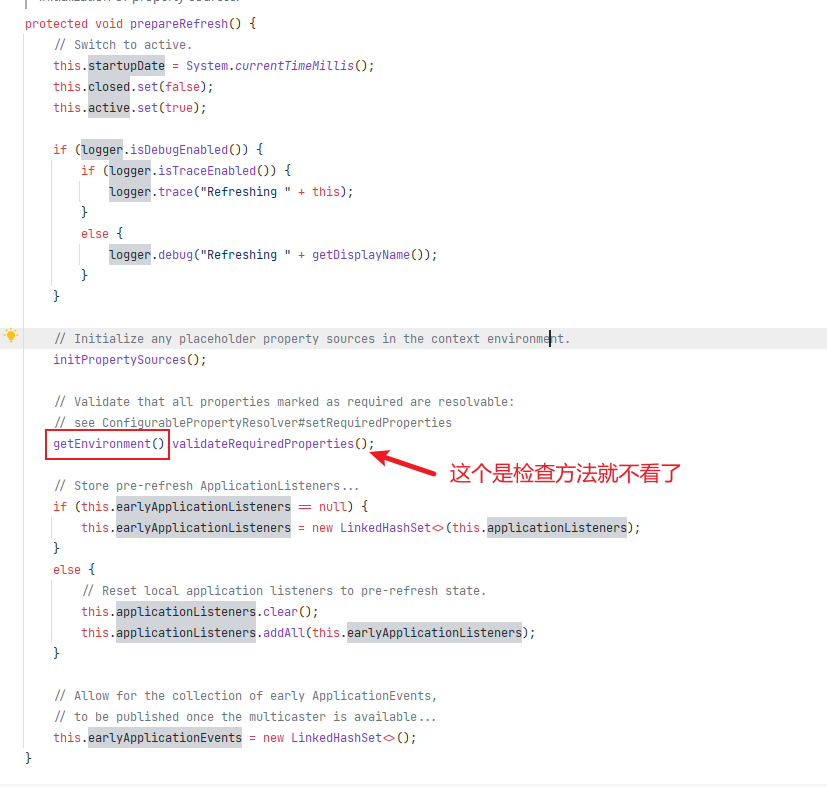 protected void prepareRefresh() {
// Switch to active.
this.startupDate = System.currentTimeMillis();
this.closed.set(false);
this.active.set(true);
if (logger.isDebugEnabled()) {
if (logger.isTraceEnabled()) {
logger.trace("Refreshing " + this);
}
else {
logger.debug("Refreshing " + getDisplayName());
}
}
// Initialize any placeholder property sources in the context environment.
initPropertySources();
// Validate that all properties marked as required are resolvable:
// see ConfigurablePropertyResolver#setRequiredProperties
getEnvironment().validateRequiredProperties();
这个是检查方法就不看了
// Store pre-refresh ApplicationListeners...
if (this.earlyApplicationListeners == null) {
this.earlyApplicationListeners = new LinkedHashSet<>(this.applicationListeners);
}
else {
// Reset local application listeners to pre-refresh state.
this.applicationListeners.clear();
this.applicationListeners.addAll(this.earlyApplicationListeners);
}
// Allow for the collection of early ApplicationEvents,
// to be published once the multicaster is available...
this.earlyApplicationEvents = new LinkedHashSet<>();
}